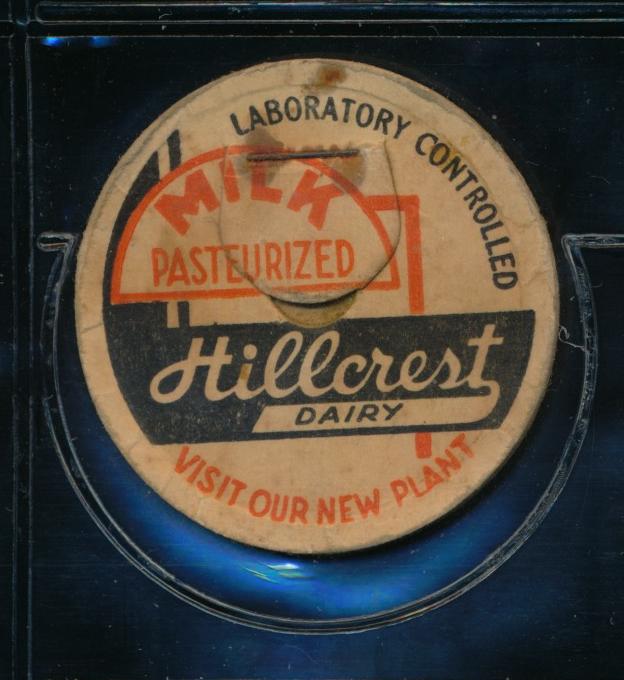 LABORATORY CONTROLLED
MILK
PASTEURIZED
Hillcrest
DAIRY
VISIT OUR NEW PLANT